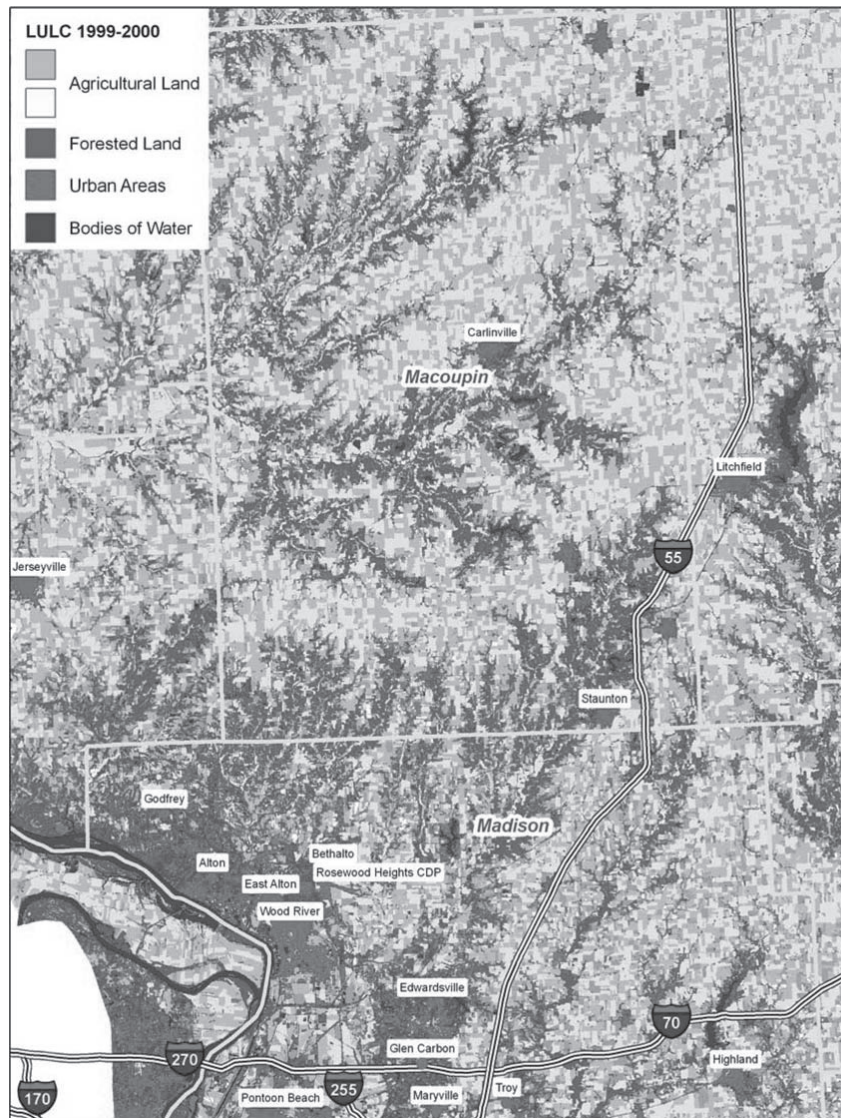 LULC 1999-2000
Agricultural Land
Forested Land
Urban Areas
Bodies of Water
Carlinville
Macoupin
Litchfield
55
Jerseyville
Staunton
Godfrey
Madison
Bethalto
Alton
Rosewood Heights CDP
East Alton
Wood River
Edwardsville
70
Glen Carbon
270
Highland
170
Pontoon Beach
255
Maryville
Troy